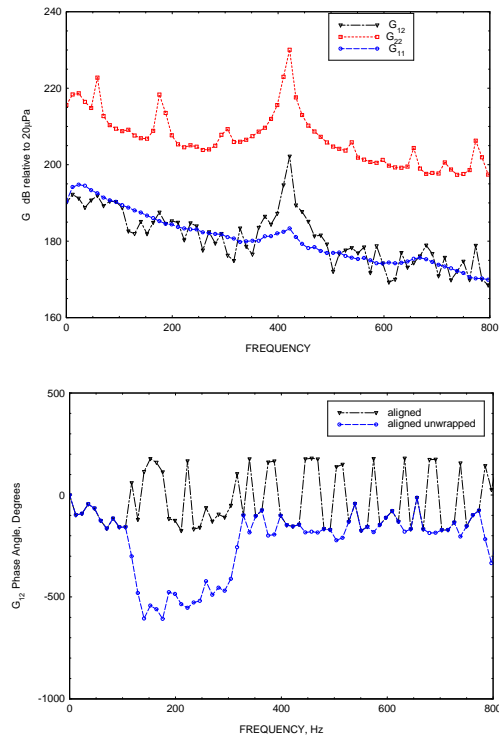 G₁₂
G₂₂
G₁₁
240
220
200
180
160
G dB relative to 20μPa
0 200 400 600 800
FREQUENCY
aligned
aligned unwrapped
500
0
-500
-1000
G₁₂ Phase Angle, Degrees
0 200 400 600 800
FREQUENCY, Hz